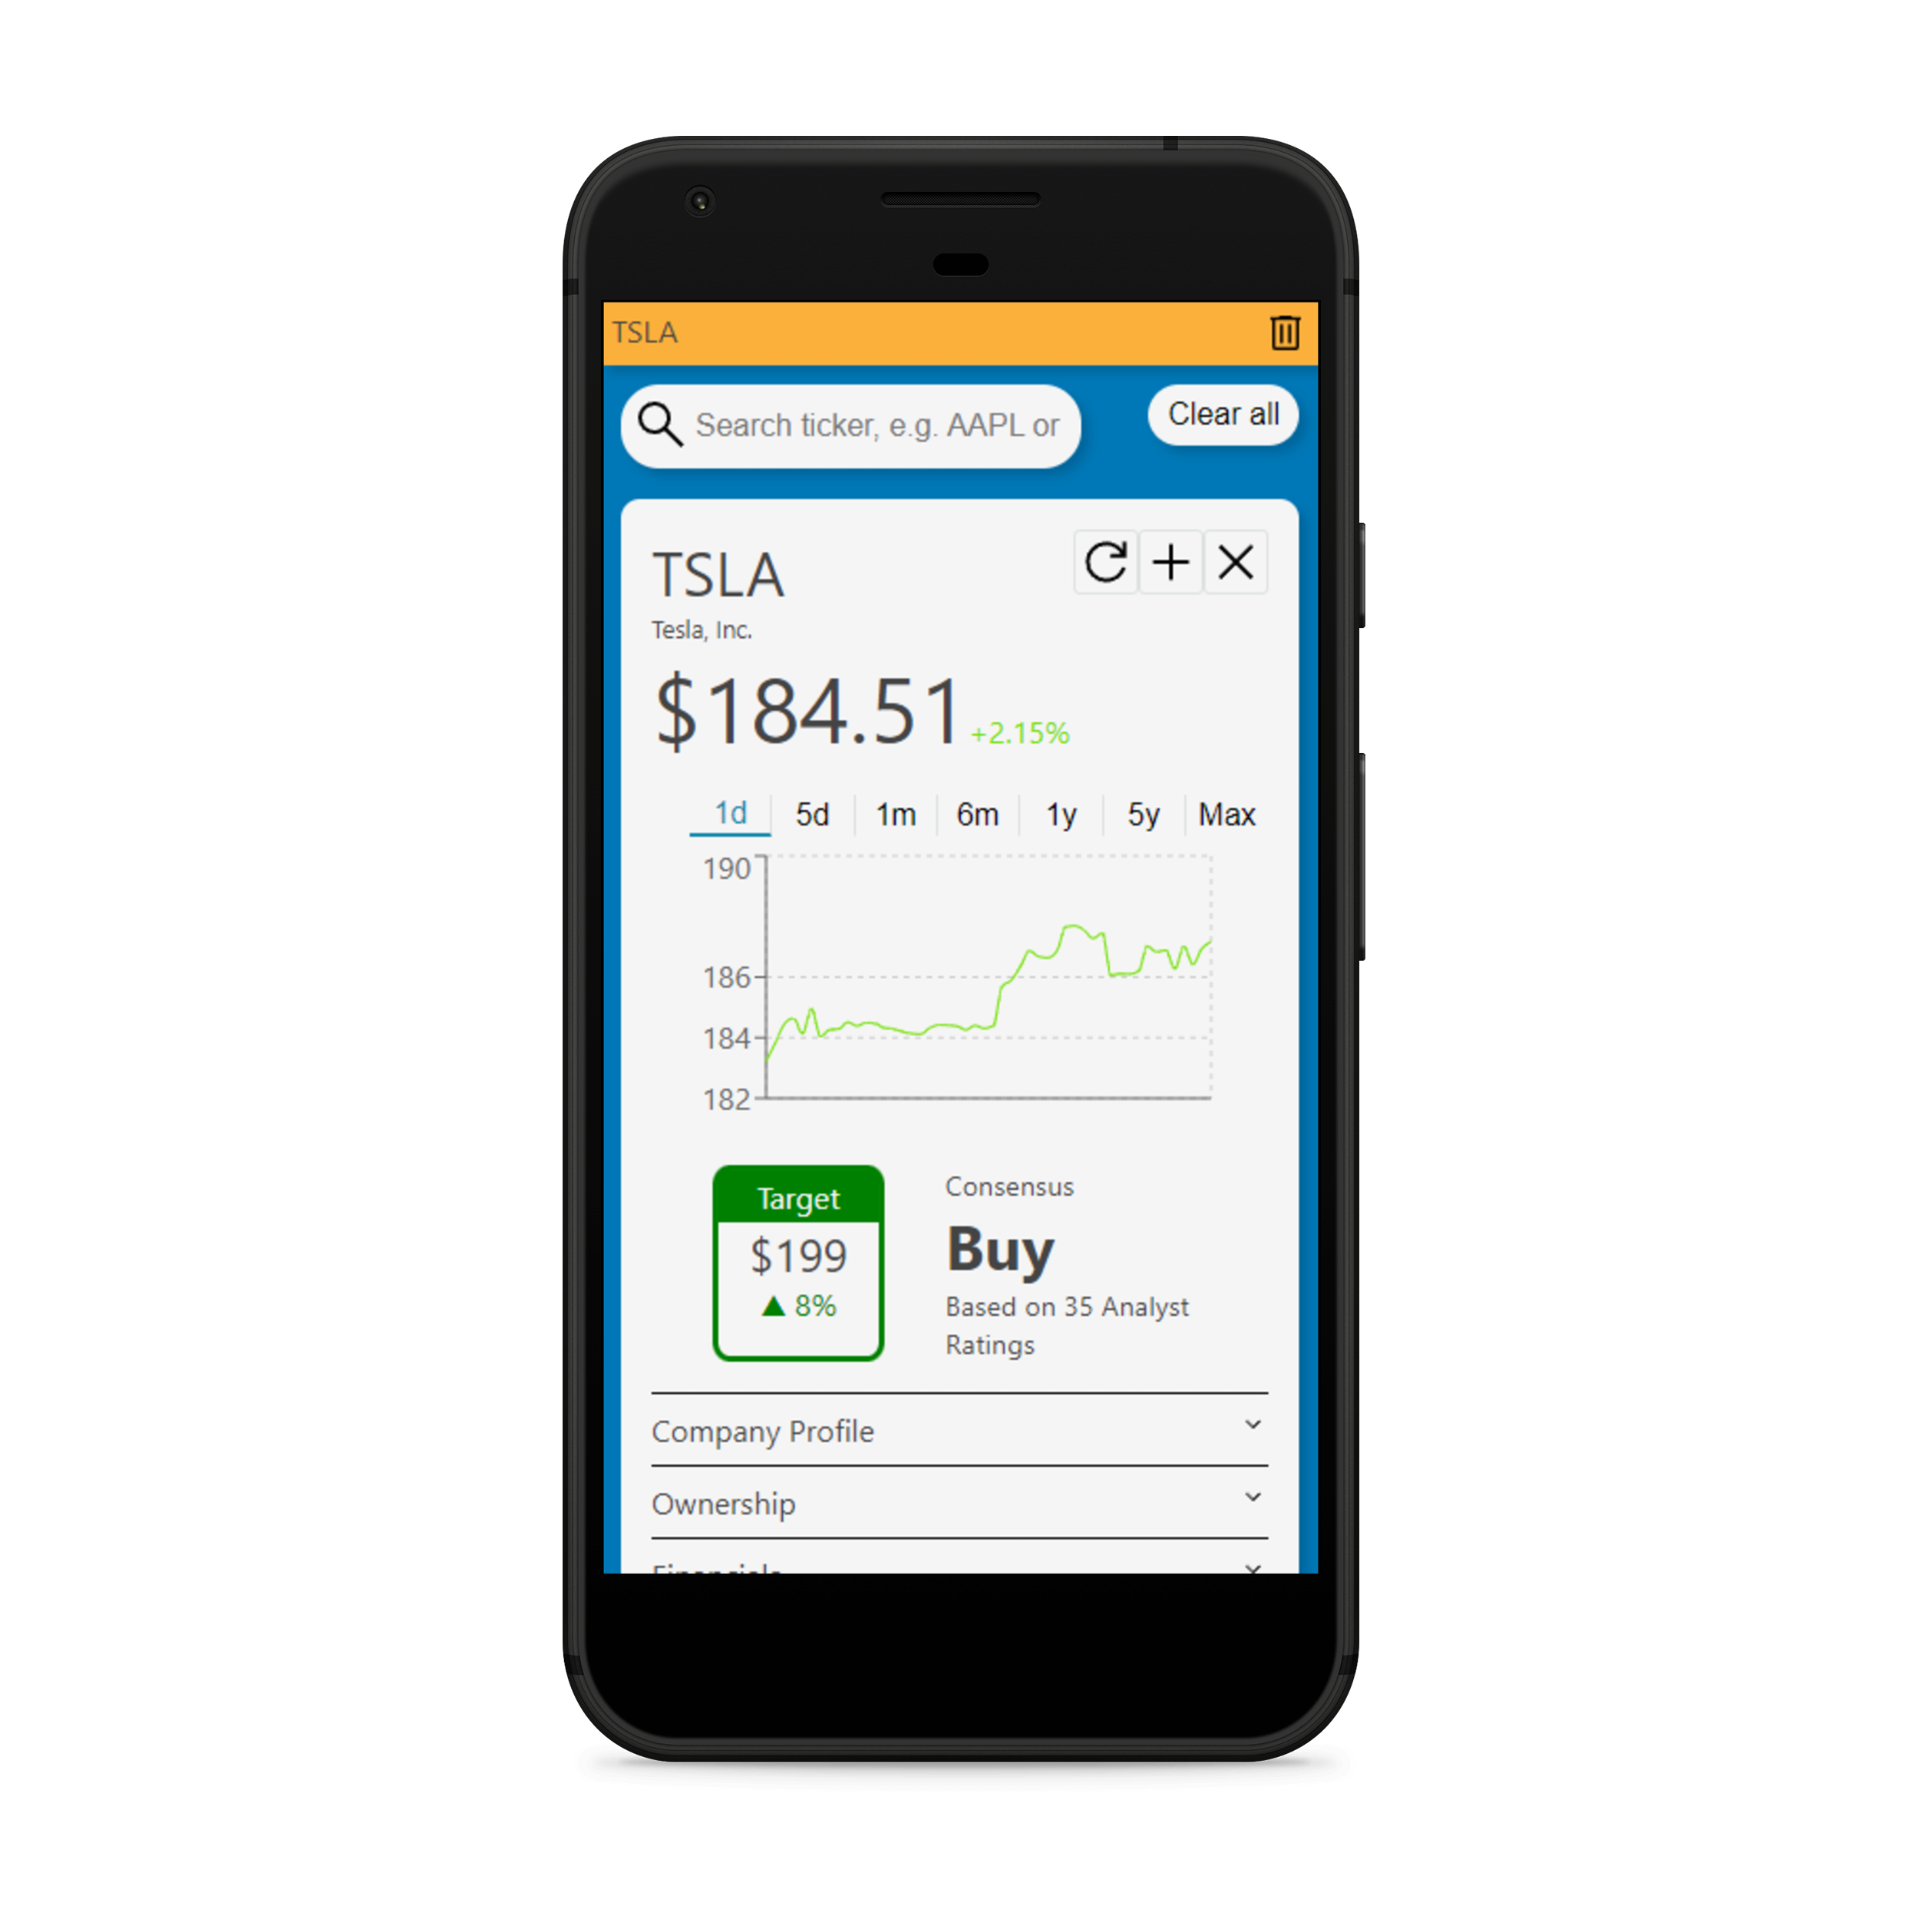 TSLA
Search ticker, e.g. AAPL or
Clear all
TSLA
Tesla, Inc.
$184.51 +2.15%
1d 5d 1m 6m 1y 5y Max
190
186
184
182
Target
$199
▲ 8%
Consensus
Buy
Based on 35 Analyst
Ratings
Company Profile
Ownership
Financials